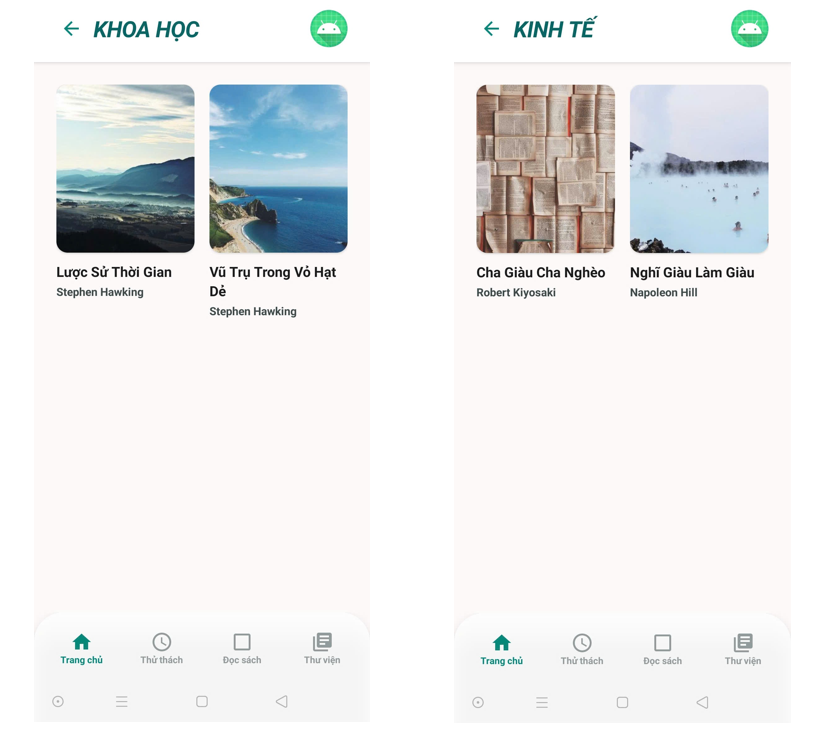 KHOA HỌC
Lược Sử Thời Gian
Stephen Hawking
Vũ Trụ Trong Vỏ Hạt
Dẻ
Stephen Hawking
Trang chủ
Thử thách
Đọc sách
Thư viện
KINH TẾ
Cha Giàu Cha Nghèo
Robert Kiyosaki
Nghĩ Giàu Làm Giàu
Napoleon Hill
Trang chủ
Thử thách
Đọc sách
Thư viện